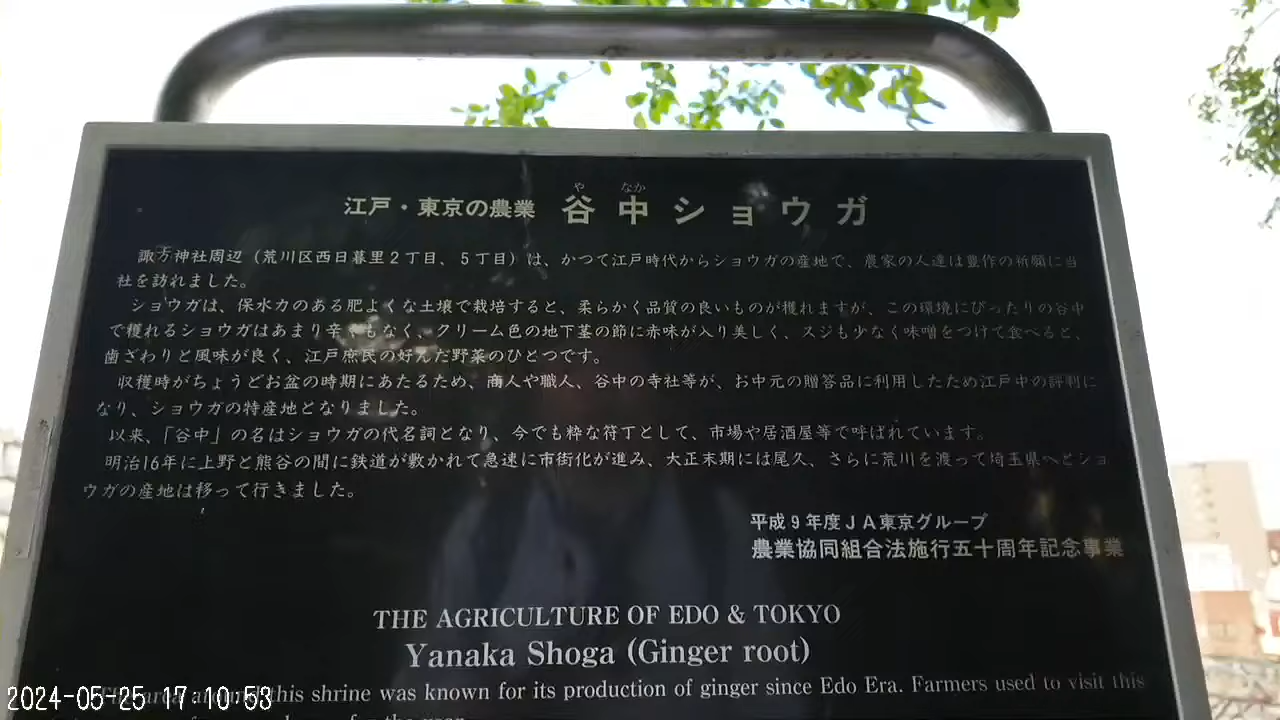 や なか
江戸・東京の農業 谷中ショウガ
諏方神社周辺（荒川区西日暮里２丁目、５丁目）は、かつて江戸時代からショウガの産地で、農家の人達は豊作の祈願に当
社を訪れました。
ショウガは、保水力のある肥よくな土壌で栽培すると、柔らかく品質の良いものが穫れますが、この環境にぴったりの谷中
で穫れるショウガはあまり辛くもなく、クリーム色の地下茎の節に赤味が入り美しく、スジも少なく味噌をつけて食べると、
歯ざわりと風味が良く、江戸庶民の好んだ野菜のひとつです。
収穫時がちょうどお盆の時期にあたるため、商人や職人、谷中の寺社等が、お中元の贈答品に利用したため江戸中の評判に
なり、ショウガの特産地となりました。
以来、「谷中」の名はショウガの代名詞となり、今でも粋な符丁として、市場や居酒屋等で呼ばれています。
明治16年に上野と熊谷の間に鉄道が敷かれて急速に市街化が進み、大正末期には尾久、さらに荒川を渡って埼玉県へとショ
ウガの産地は移って行きました。
平成９年度ＪＡ東京グループ
農業協同組合法施行五十周年記念事業
THE AGRICULTURE OF EDO & TOKYO
Yanaka Shoga (Ginger root)
area around this shrine was known for its production of ginger since Edo Era. Farmers used to visit this
for the year
2024-05-25 17:10:53